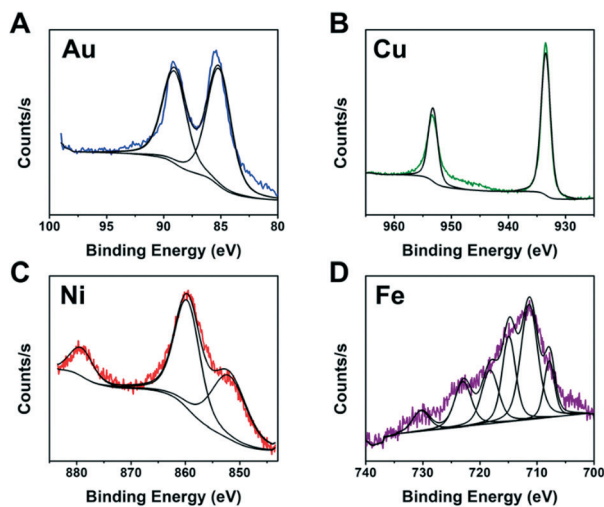 A
Au
Counts/s
100 95 90 85 80
Binding Energy (eV)
B
Cu
Counts/s
960 950 940 930
Binding Energy (eV)
C
Ni
Counts/s
880 870 860 850
Binding Energy (eV)
D
Fe
Counts/s
740 730 720 710 700
Binding Energy (eV)